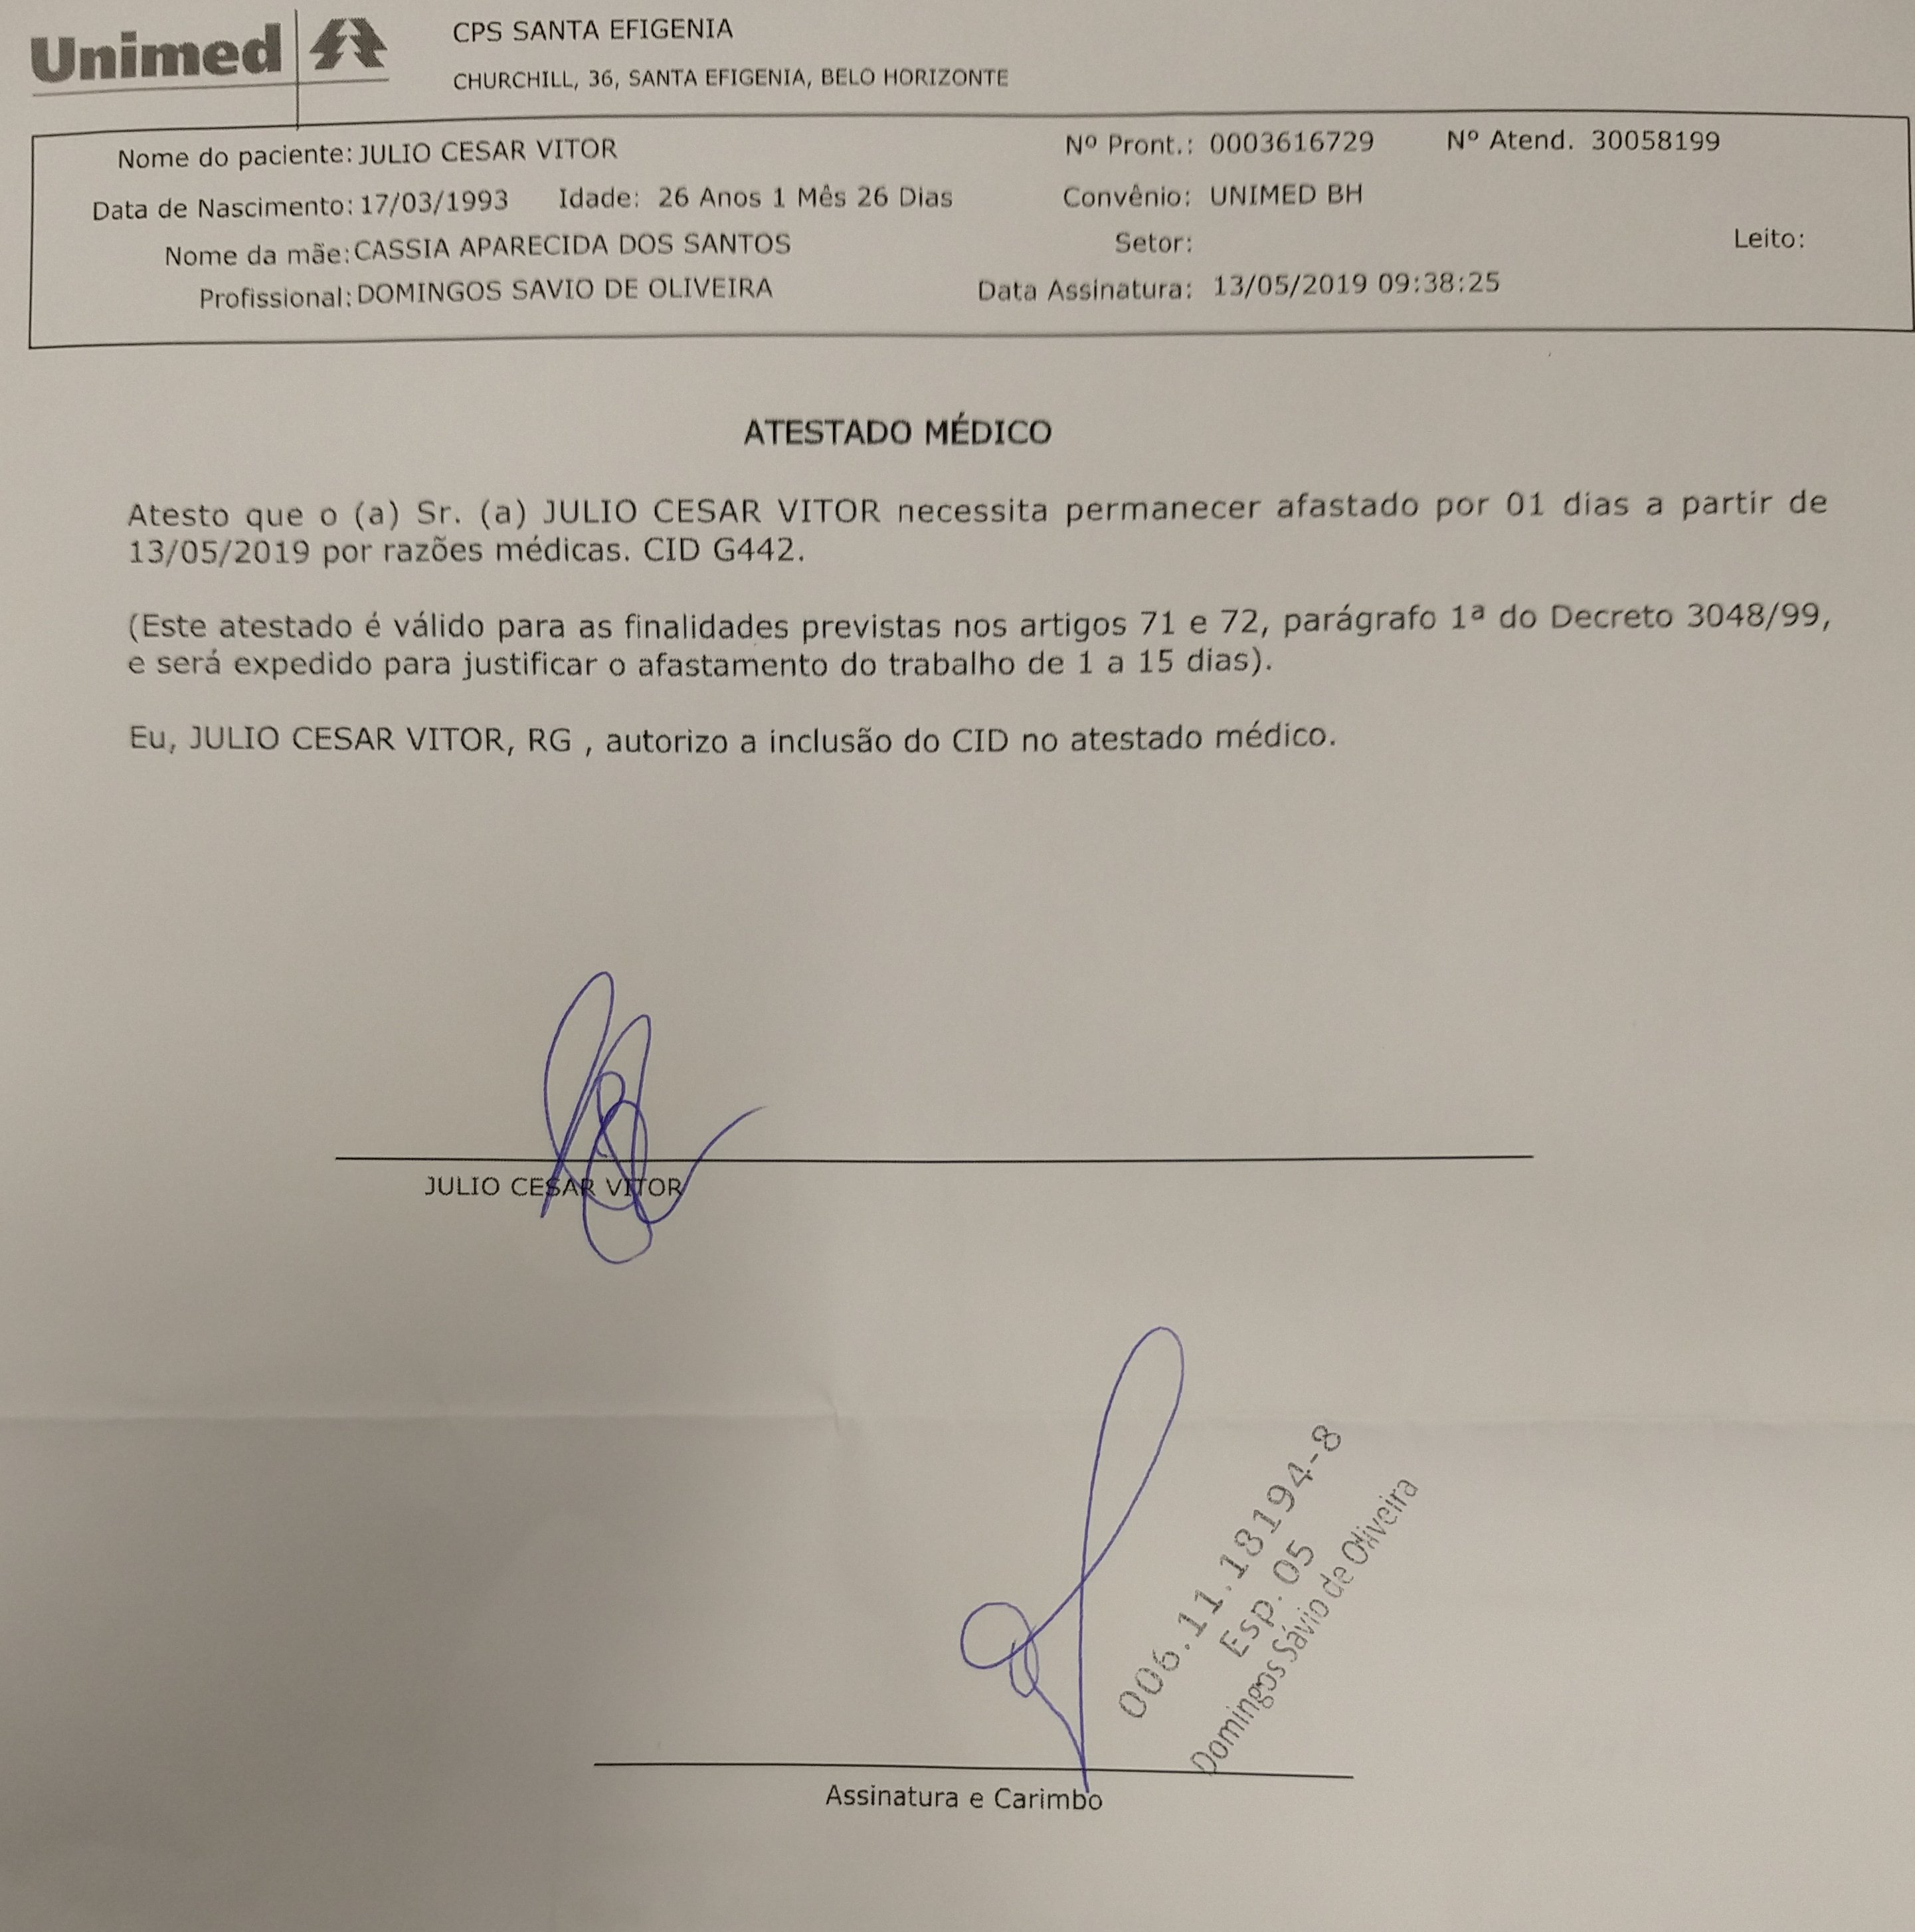 Unimed
CPS SANTA EFIGENIA
CHURCHILL, 36, SANTA EFIGENIA, BELO HORIZONTE
Nome do paciente: JULIO CESAR VITOR Nº Pront.: 0003616729 Nº Atend. 30058199
Data de Nascimento: 17/03/1993 Idade: 26 Anos 1 Mês 26 Dias Convênio: UNIMED BH
Nome da mãe: CASSIA APARECIDA DOS SANTOS Setor: Leito:
Profissional: DOMINGOS SAVIO DE OLIVEIRA Data Assinatura: 13/05/2019 09:38:25
ATESTADO MÉDICO
Atesto que o (a) Sr. (a) JULIO CESAR VITOR necessita permanecer afastado por 01 dias a partir de
13/05/2019 por razões médicas. CID G442.
(Este atestado é válido para as finalidades previstas nos artigos 71 e 72, parágrafo 1ª do Decreto 3048/99,
e será expedido para justificar o afastamento do trabalho de 1 a 15 dias).
Eu, JULIO CESAR VITOR, RG , autorizo a inclusão do CID no atestado médico.
JULIO CESAR VITOR
006.11.18194-8
Esp. 05
Domingos Sávio de Oliveira
Assinatura e Carimbo